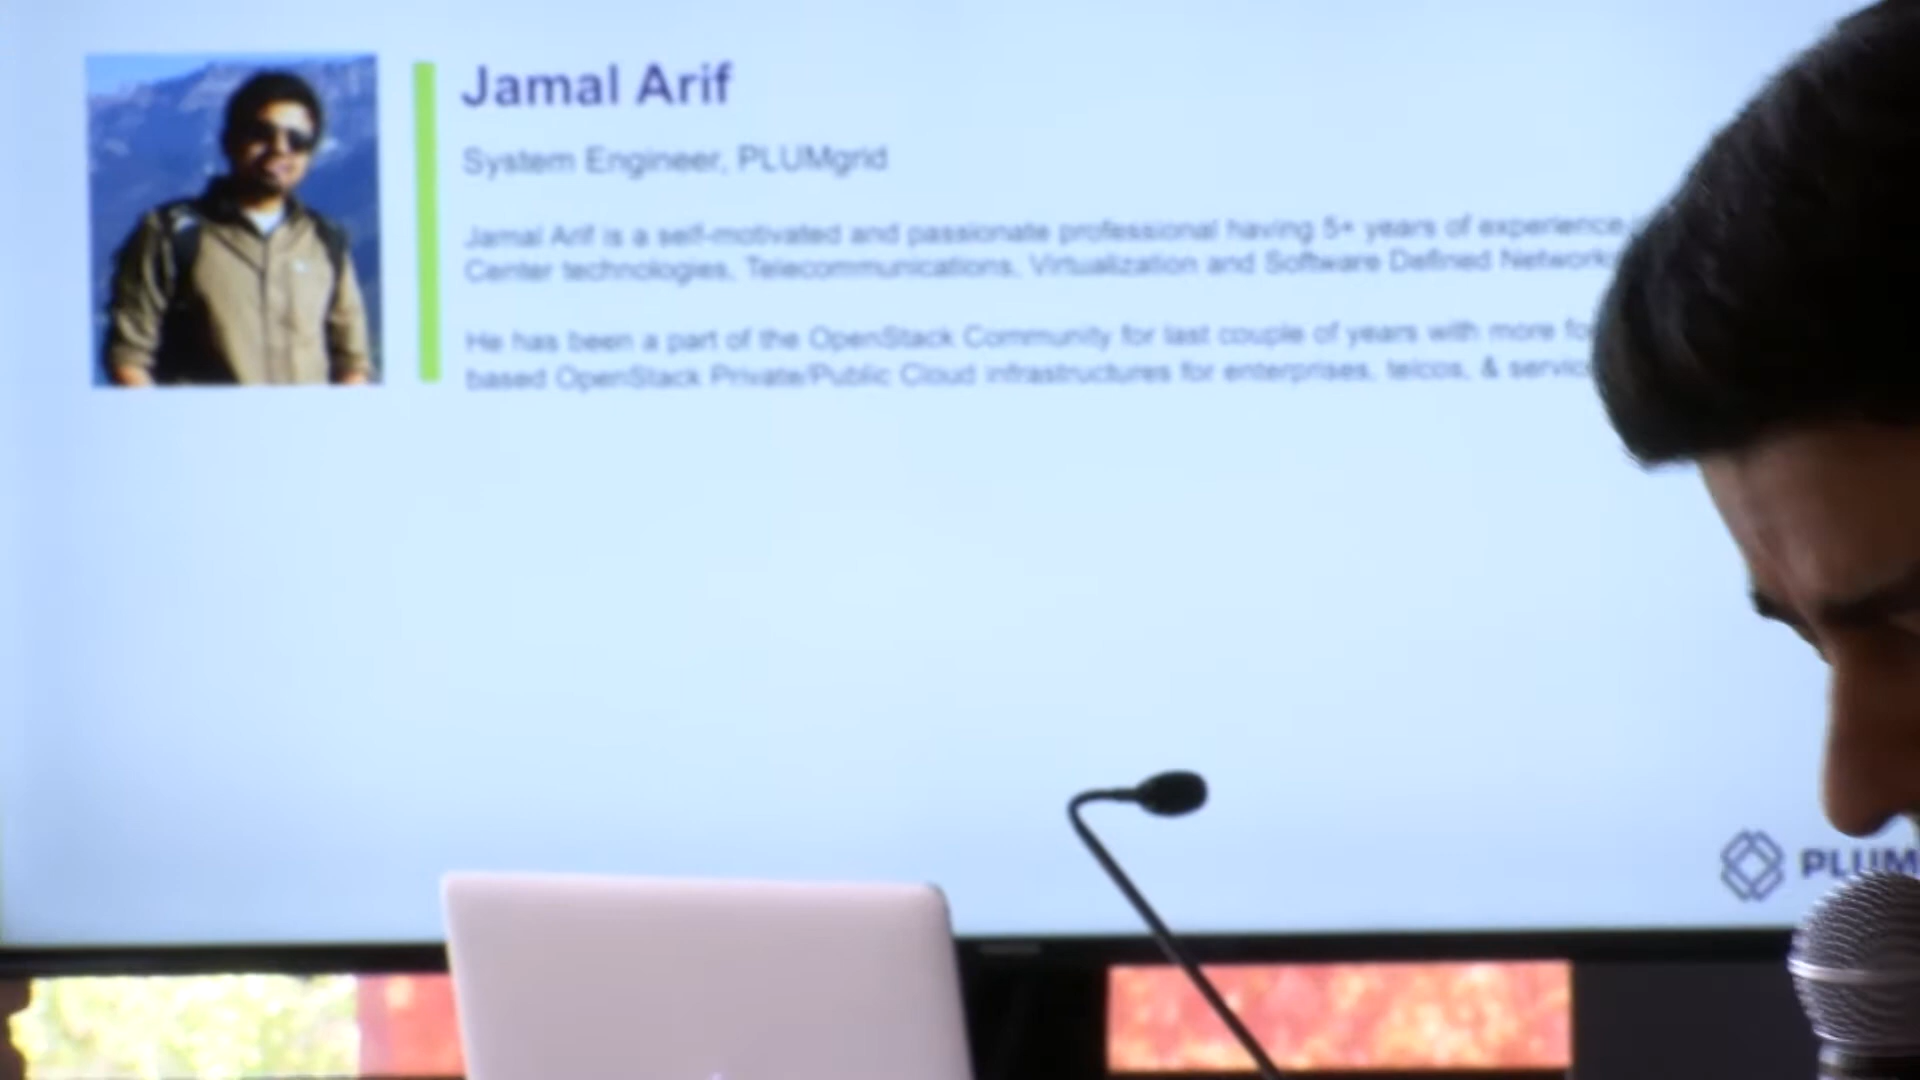 Jamal Arif
System Engineer, PLUMgrid
Jamal Arif is a self-motivated and passionate professional having 5+ years of experience
Center technologies, Telecommunications, Virtualization and Software Defined Network
He has been a part of the OpenStack Community for last couple of years with more
based OpenStack Private/Public Cloud infrastructures for enterprises, telcos, &
PLUM